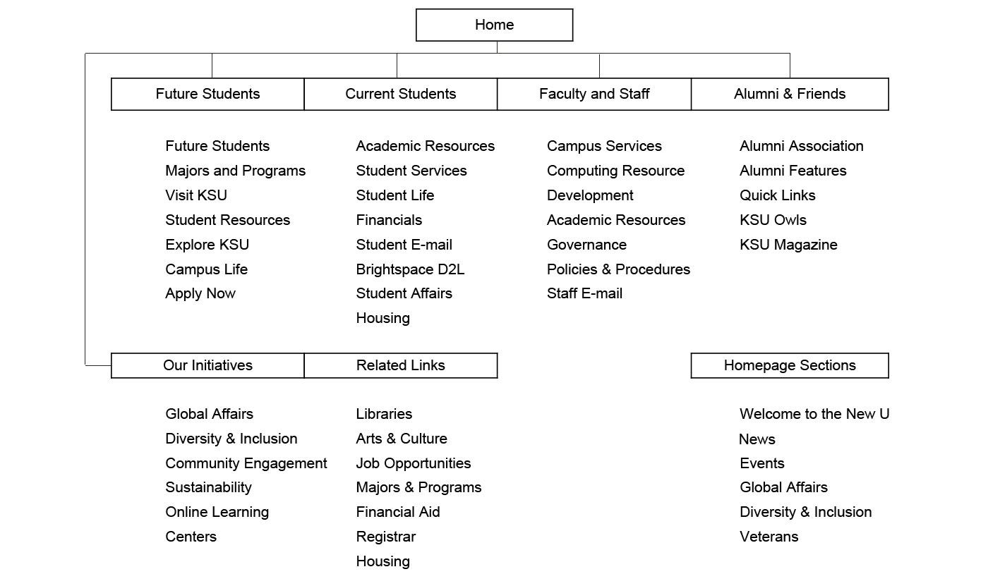 Home
Future Students
Current Students
Faculty and Staff
Alumni & Friends
Future Students
Majors and Programs
Visit KSU
Student Resources
Explore KSU
Campus Life
Apply Now
Academic Resources
Student Services
Student Life
Financials
Student E-mail
Brightspace D2L
Student Affairs
Housing
Campus Services
Computing Resource
Development
Academic Resources
Governance
Policies & Procedures
Staff E-mail
Alumni Association
Alumni Features
Quick Links
KSU Owls
KSU Magazine
Our Initiatives
Related Links
Homepage Sections
Global Affairs
Diversity & Inclusion
Community Engagement
Sustainability
Online Learning
Centers
Libraries
Arts & Culture
Job Opportunities
Majors & Programs
Financial Aid
Registrar
Housing
Welcome to the New U
News
Events
Global Affairs
Diversity & Inclusion
Veterans